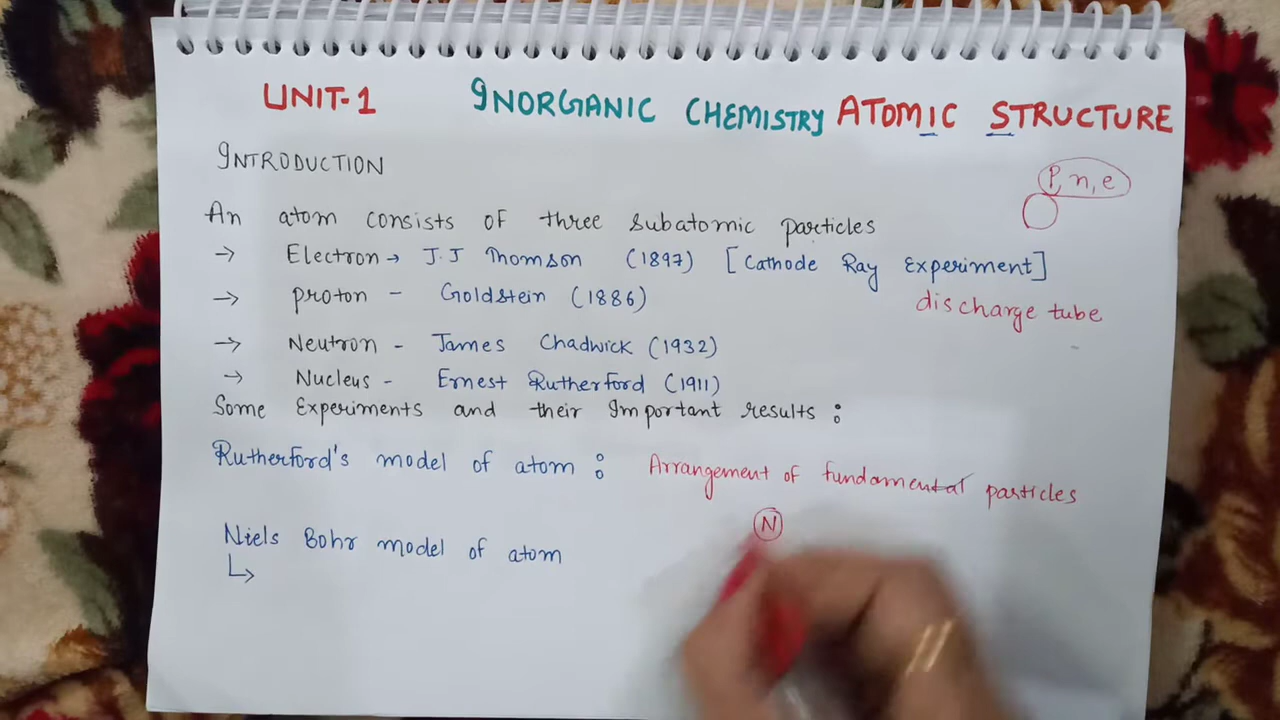 UNIT-1 INORGANIC CHEMISTRY ATOMIC STRUCTURE
INTRODUCTION
P, n, e
An atom consists of three subatomic particles
→ Electron → J.J Thomson (1897) [Cathode Ray Experiment]
→ proton - Goldstein (1886)
discharge tube
→ Neutron - James Chadwick (1932)
→ Nucleus - Ernest Rutherford (1911)
Some Experiments and their Important results :
Rutherford's model of atom : Arrangement of fundamental particles
N
Niels Bohr model of atom